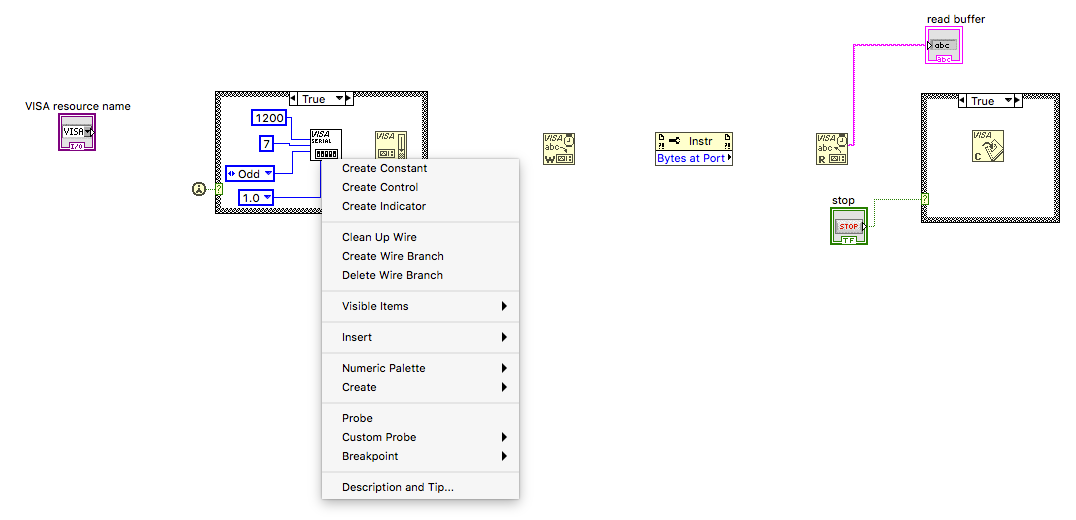 read buffer
abc
abc
VISA resource name
VISA
I/O
True
1200
7
Odd
1.0
?
VISA
SERIAL
VISA
abc
W
Instr
Bytes at Port
VISA
abc
R
stop
STOP
TF
True
VISA
C
?
Create Constant
Create Control
Create Indicator
Clean Up Wire
Create Wire Branch
Delete Wire Branch
Visible Items
Insert
Numeric Palette
Create
Probe
Custom Probe
Breakpoint
Description and Tip...